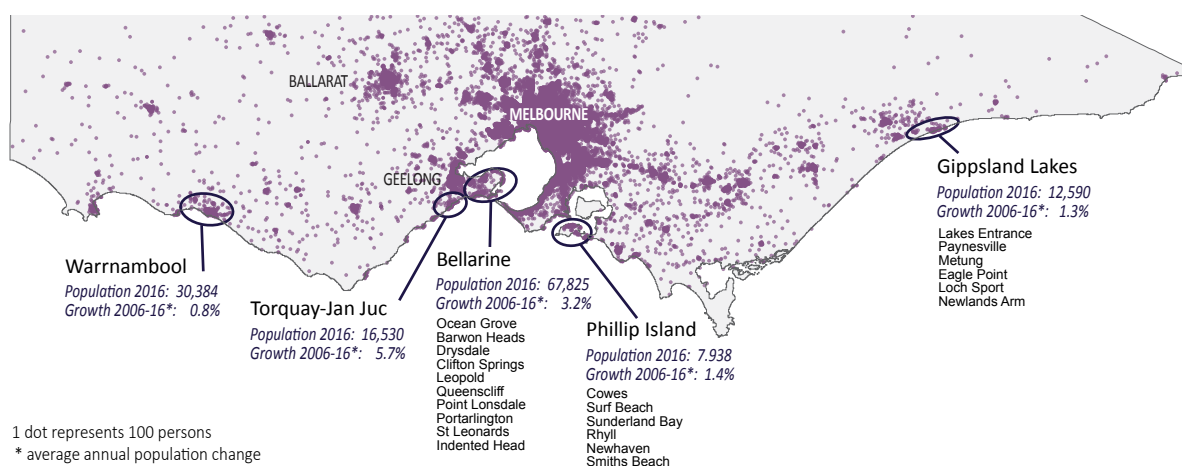 BALLARAT
MELBOURNE
GEELONG
Gippsland Lakes
Population 2016: 12,590
Growth 2006-16*: 1.3%
Lakes Entrance
Paynesville
Metung
Eagle Point
Loch Sport
Newlands Arm
Warrnambool
Population 2016: 30,384
Growth 2006-16*: 0.8%
Torquay-Jan Juc
Population 2016: 16,530
Growth 2006-16*: 5.7%
Bellarine
Population 2016: 67,825
Growth 2006-16*: 3.2%
Ocean Grove
Barwon Heads
Drysdale
Clifton Springs
Leopold
Queenscliff
Point Lonsdale
Portarlington
St Leonards
Indented Head
Phillip Island
Population 2016: 7.938
Growth 2006-16*: 1.4%
Cowes
Surf Beach
Sunderland Bay
Rhyll
Newhaven
Smiths Beach
1 dot represents 100 persons
* average annual population change